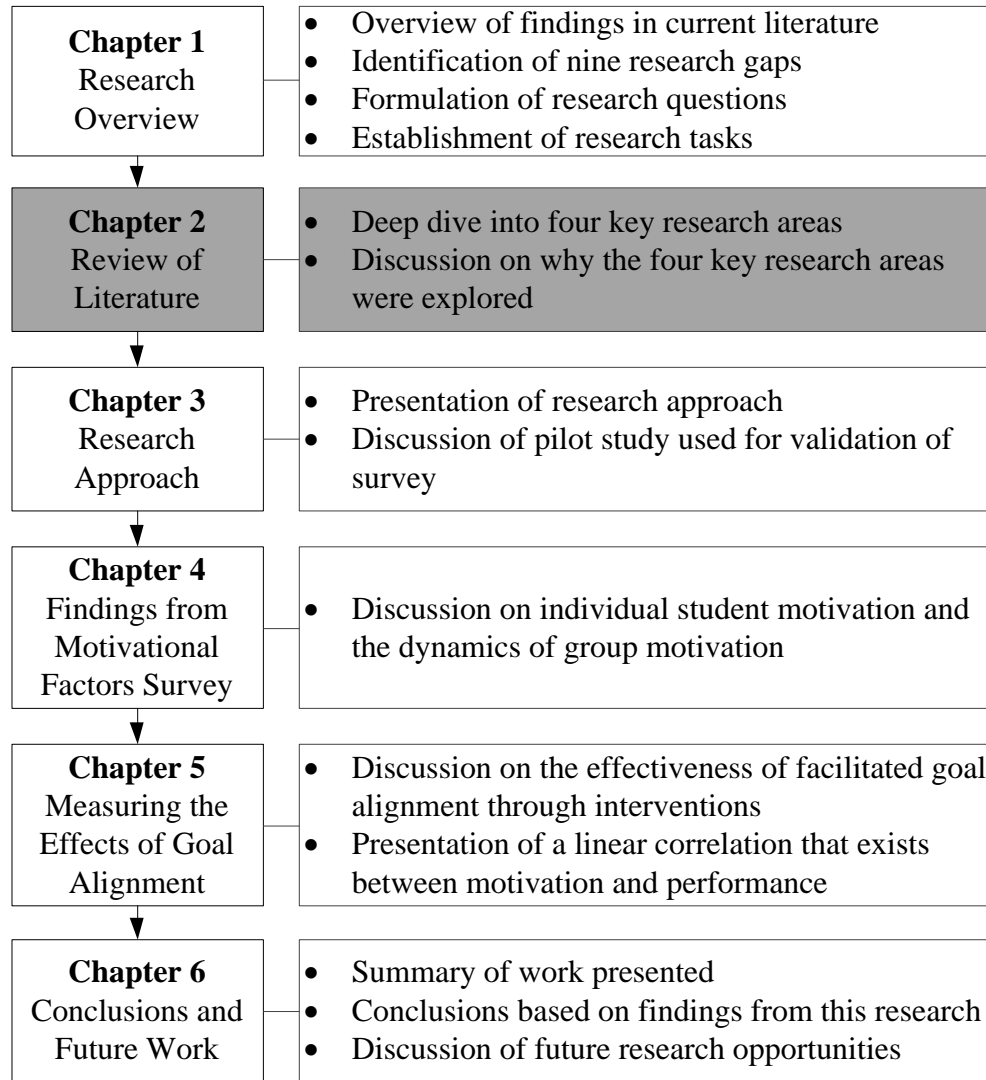 Chapter 1
Research
Overview
• Overview of findings in current literature
• Identification of nine research gaps
• Formulation of research questions
• Establishment of research tasks
Chapter 2
Review of
Literature
• Deep dive into four key research areas
• Discussion on why the four key research areas
were explored
Chapter 3
Research
Approach
• Presentation of research approach
• Discussion of pilot study used for validation of
survey
Chapter 4
Findings from
Motivational
Factors Survey
• Discussion on individual student motivation and
the dynamics of group motivation
Chapter 5
Measuring the
Effects of Goal
Alignment
• Discussion on the effectiveness of facilitated goal
alignment through interventions
• Presentation of a linear correlation that exists
between motivation and performance
Chapter 6
Conclusions and
Future Work
• Summary of work presented
• Conclusions based on findings from this research
• Discussion of future research opportunities